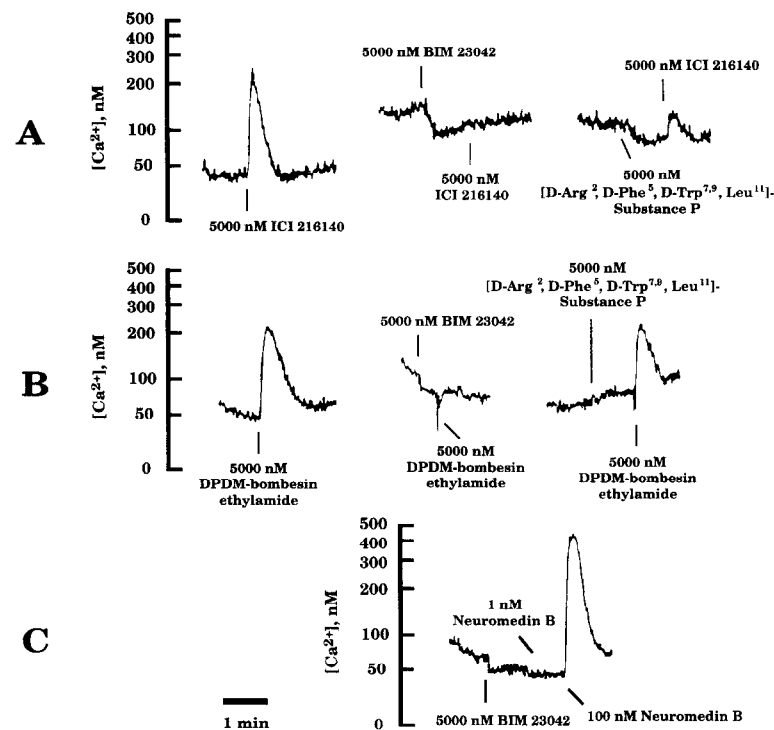 A
[Ca2+], nM
500
400
300
200
100
50
0
5000 nM ICI 216140
5000 nM BIM 23042
5000 nM
ICI 216140
5000 nM ICI 216140
5000 nM
[D-Arg 2, D-Phe5, D-Trp7,9, Leu11]-
Substance P
B
[Ca2+], nM
500
400
300
200
100
50
0
5000 nM
DPDM-bombesin
ethylamide
5000 nM BIM 23042
5000 nM
DPDM-bombesin
ethylamide
5000 nM
[D-Arg 2, D-Phe5, D-Trp7,9, Leu11]-
Substance P
5000 nM
DPDM-bombesin
ethylamide
C
[Ca2+], nM
500
400
300
200
100
50
0
1 nM
Neuromedin B
5000 nM BIM 23042
100 nM Neuromedin B
1 min